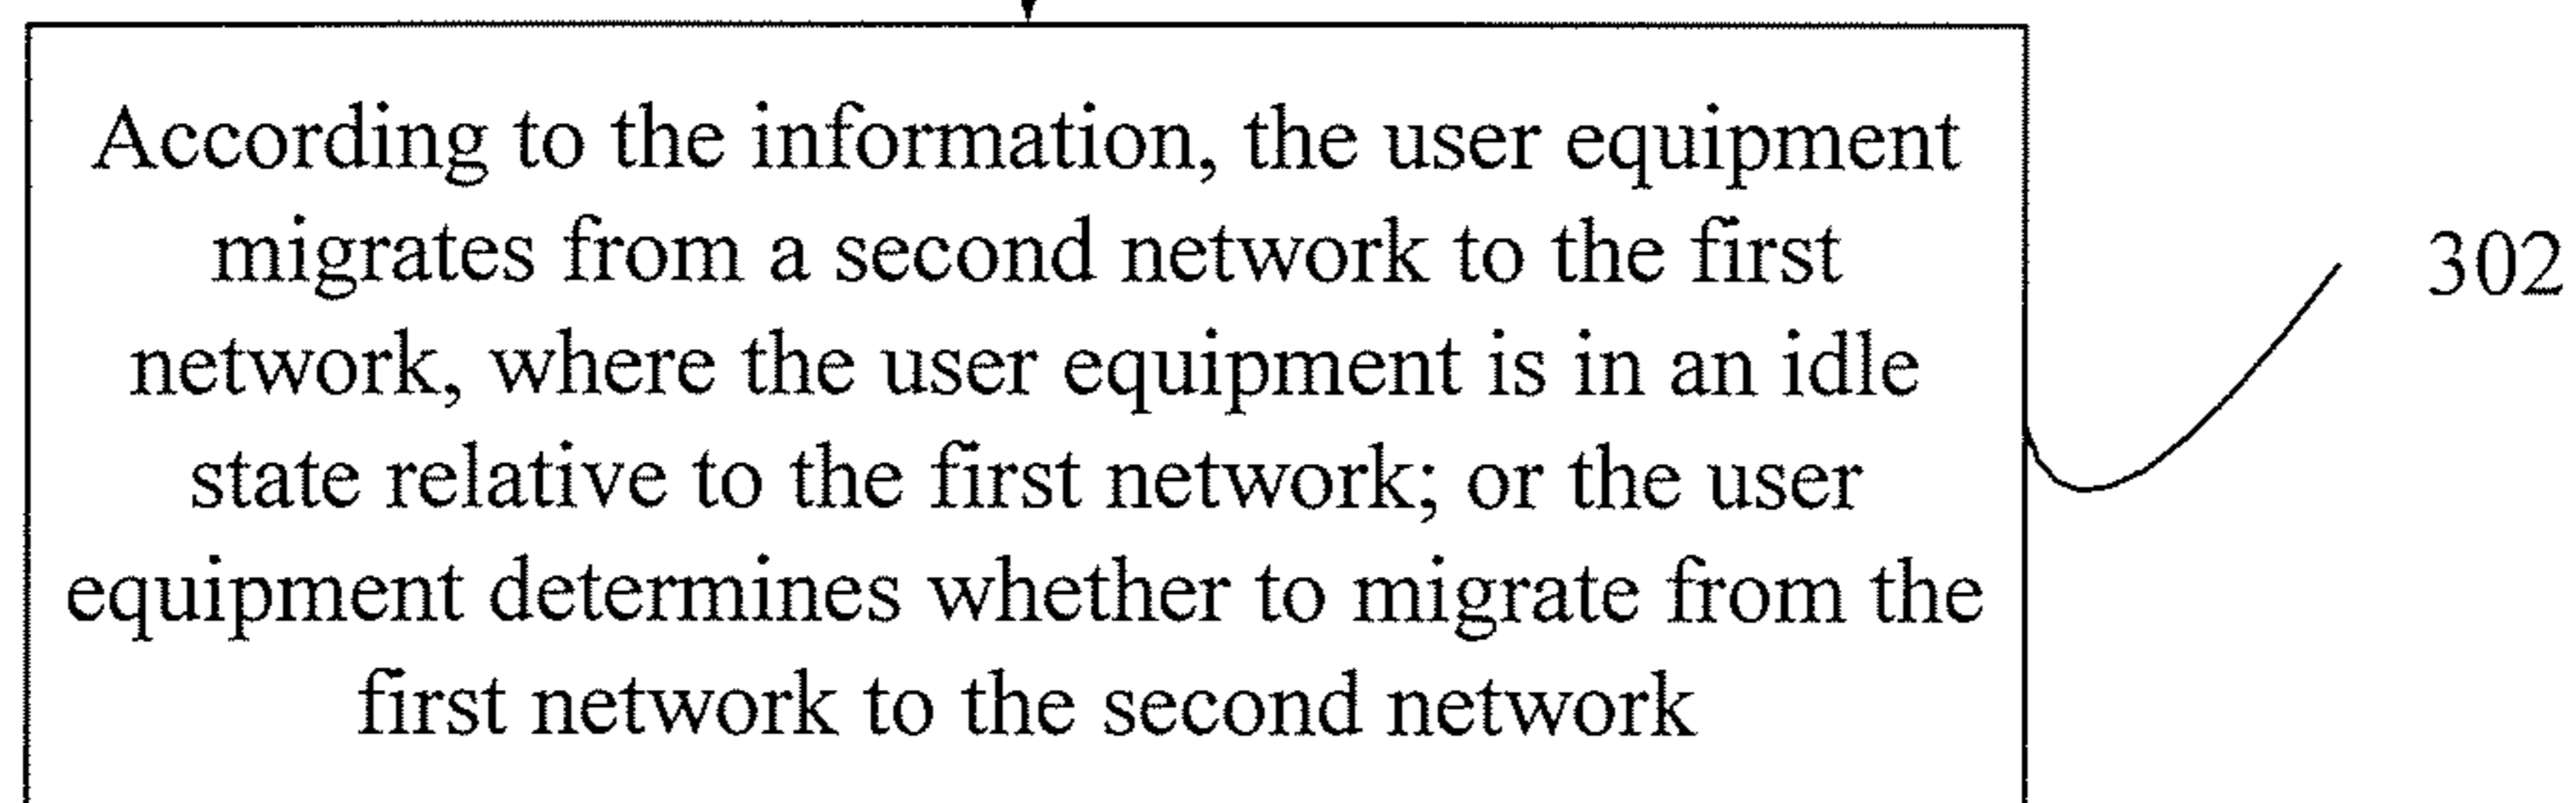 According to the information, the user equipment
migrates from a second network to the first
network, where the user equipment is in an idle
state relative to the first network; or the user
equipment determines whether to migrate from the
first network to the second network
302